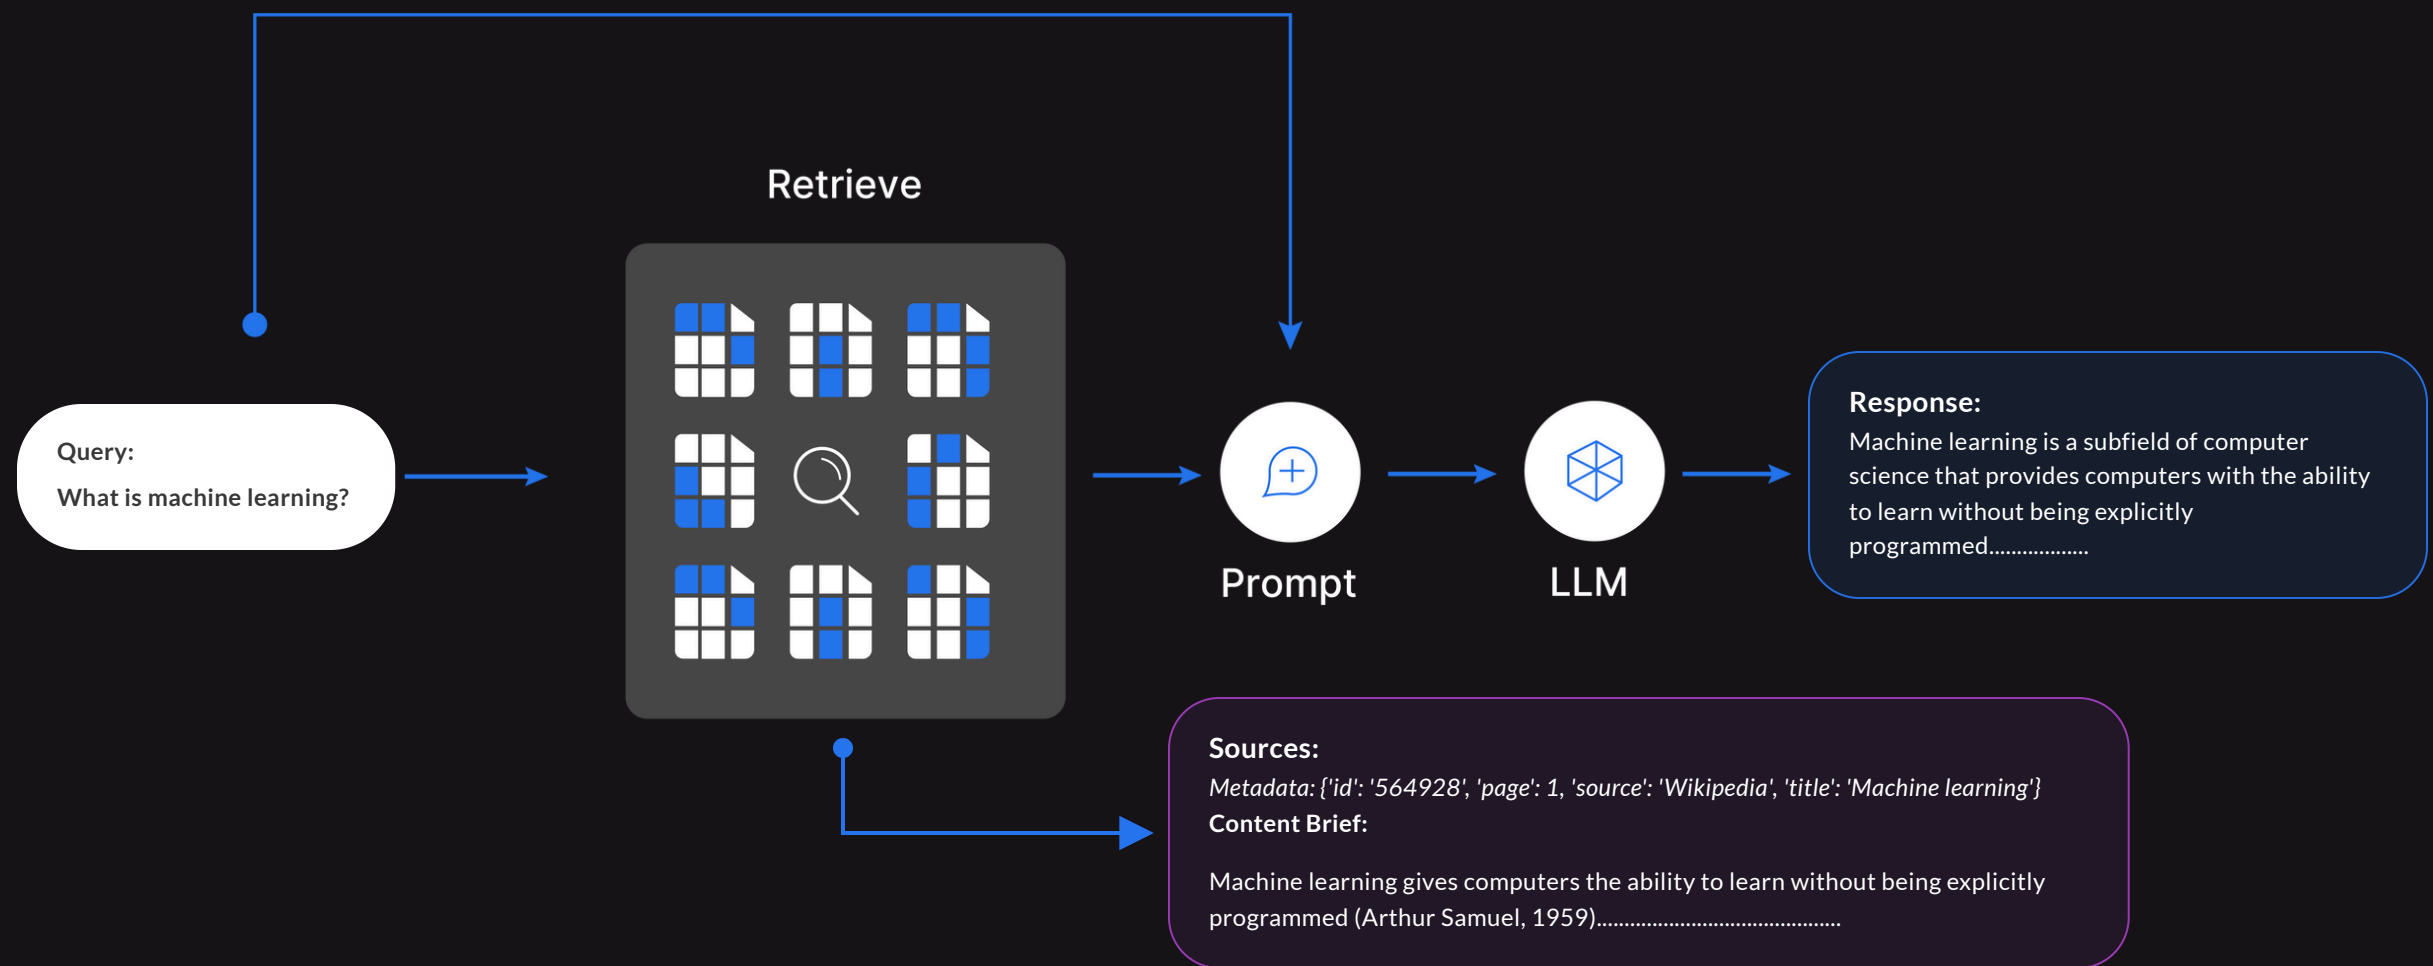 Retrieve
Query:
What is machine learning?
Prompt
LLM
Response:
Machine learning is a subfield of computer
science that provides computers with the ability
to learn without being explicitly
programmed..................
Sources:
Metadata: {'id': '564928', 'page': 1, 'source': 'Wikipedia', 'title': 'Machine learning'}
Content Brief:
Machine learning gives computers the ability to learn without being explicitly
programmed (Arthur Samuel, 1959)............................................